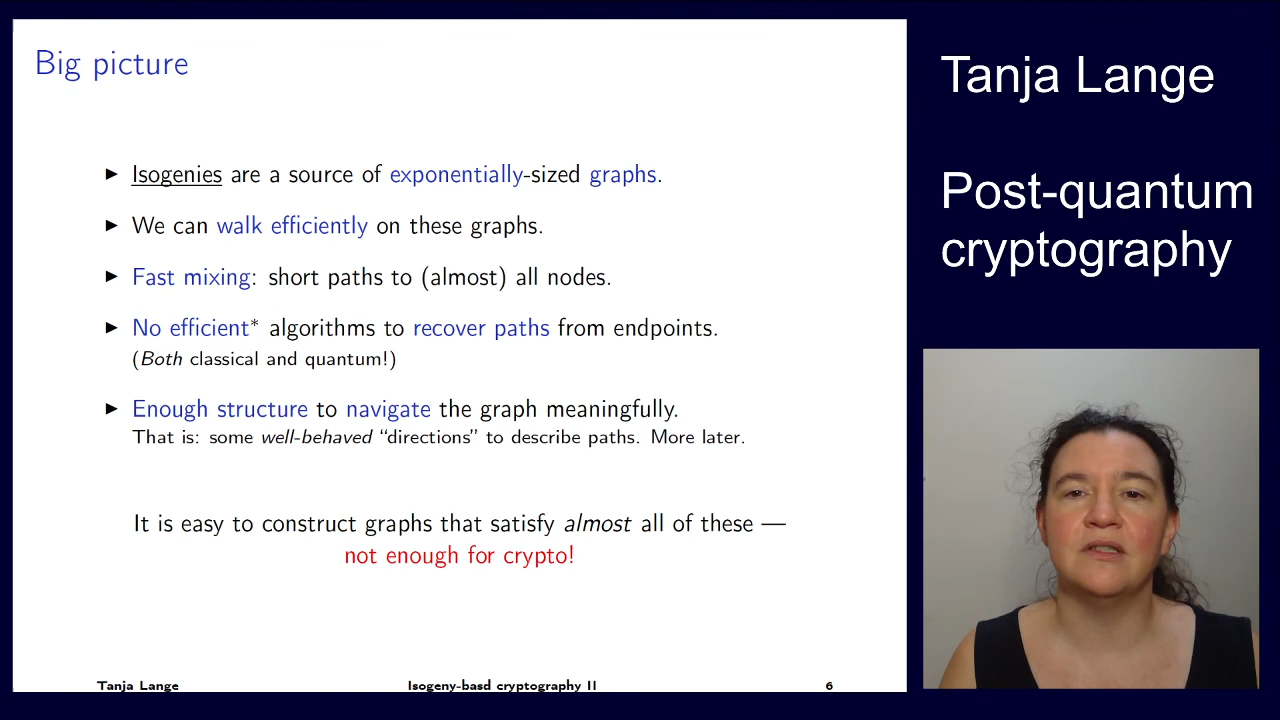 Big picture
▶ Isogenies are a source of exponentially-sized graphs.
▶ We can walk efficiently on these graphs.
▶ Fast mixing: short paths to (almost) all nodes.
▶ No efficient* algorithms to recover paths from endpoints.
(Both classical and quantum!)
▶ Enough structure to navigate the graph meaningfully.
That is: some well-behaved “directions” to describe paths. More later.
It is easy to construct graphs that satisfy almost all of these —
not enough for crypto!
Tanja Lange
Isogeny-basd cryptography II
6
Tanja Lange
Post-quantum
cryptography